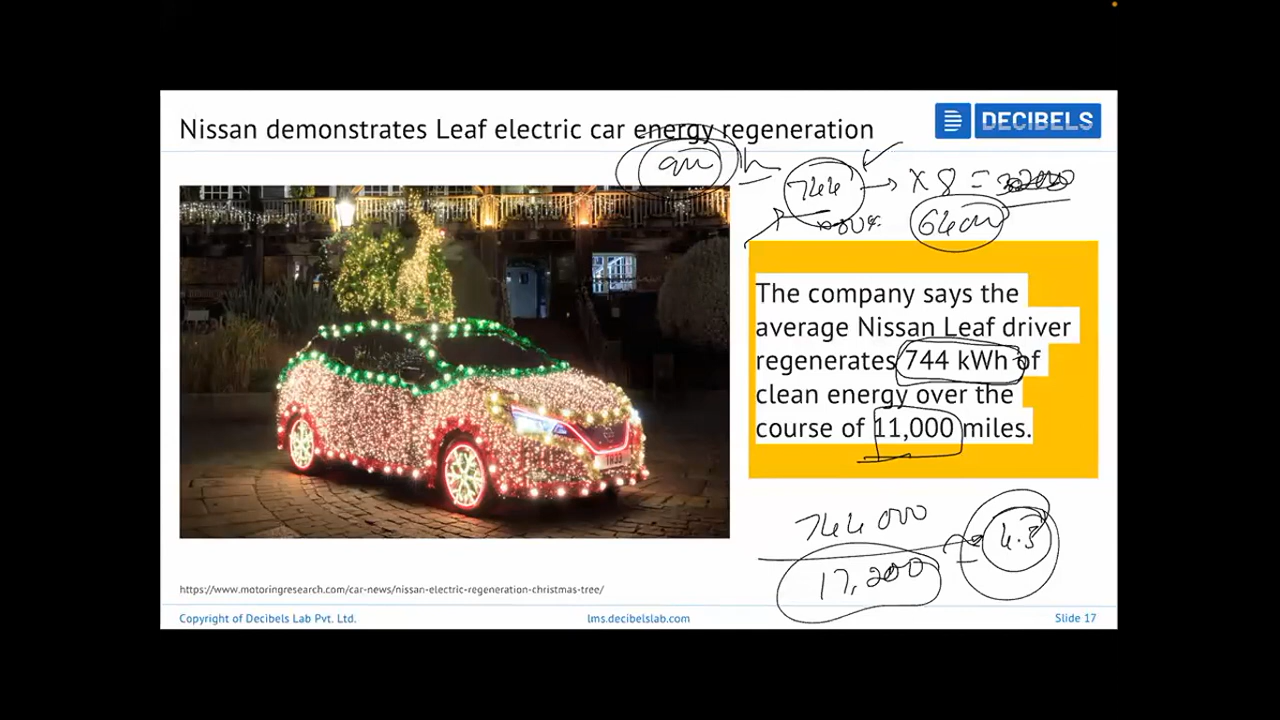 Nissan demonstrates Leaf electric car energy regeneration
DECIBELS
744 → x 8 =
6400
The company says the
average Nissan Leaf driver
regenerates 744 kWh of
clean energy over the
course of 11,000 miles.
744 000
17,200
4.3
https://www.motoringresearch.com/car-news/nissan-electric-regeneration-christmas-tree/
Copyright of Decibels Lab Pvt. Ltd.
lms.decibelslab.com
Slide 17